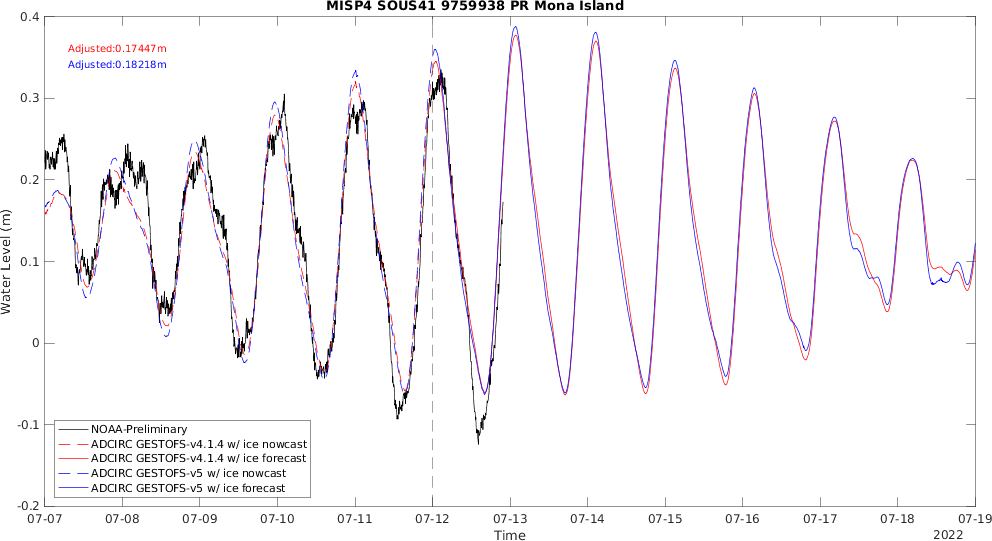 MISP4 SOUS41 9759938 PR Mona Island
0.4
Adjusted:0.17447m
Adjusted:0.18218m
0.3
0.2
Water Level (m)
0.1
0
-0.1
NOAA-Preliminary
ADCIRC GESTOFS-v4.1.4 w/ ice nowcast
ADCIRC GESTOFS-v4.1.4 w/ ice forecast
ADCIRC GESTOFS-v5 w/ ice nowcast
ADCIRC GESTOFS-v5 w/ ice forecast
-0.2
07-07 07-08 07-09 07-10 07-11 07-12 07-13 07-14 07-15 07-16 07-17 07-18 07-19
Time
2022